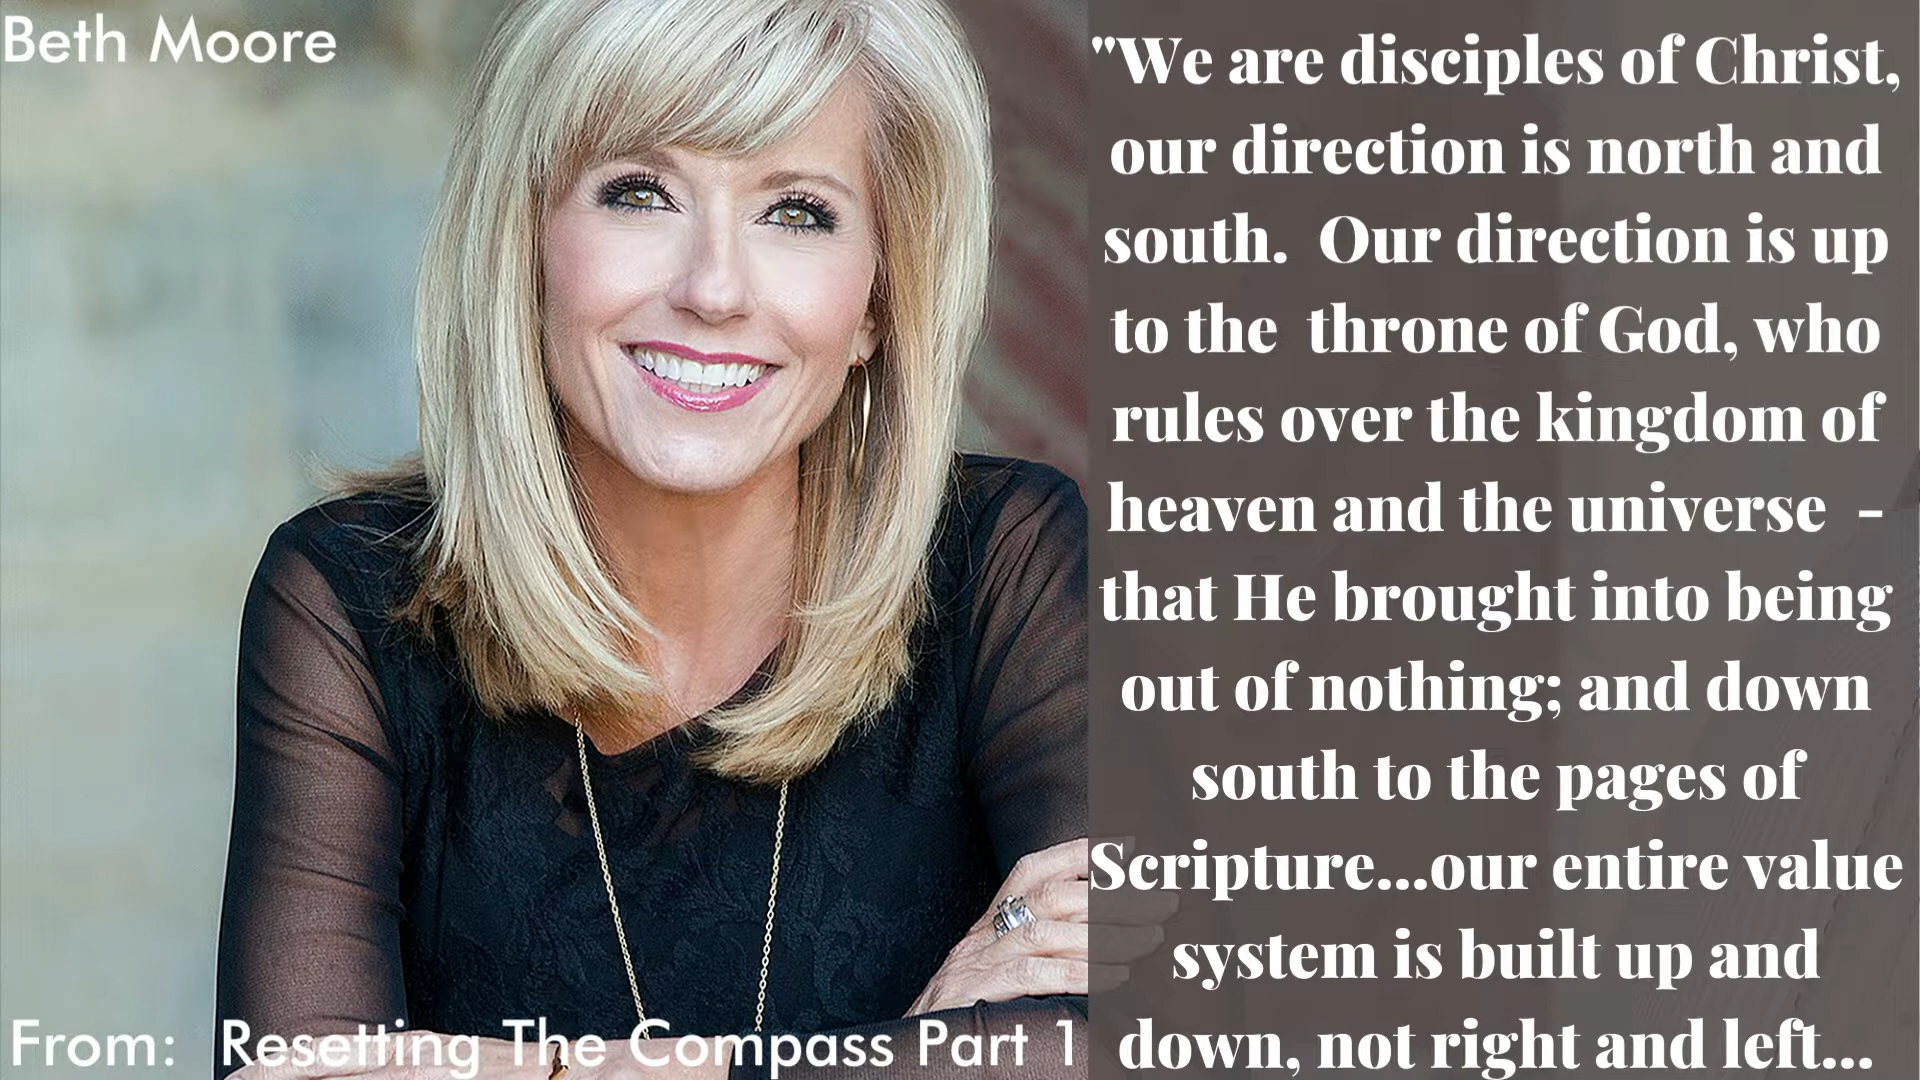 Beth Moore
"We are disciples of Christ,
our direction is north and
south.  Our direction is up
to the  throne of God, who
rules over the kingdom of
heaven and the universe  -
that He brought into being
out of nothing; and down
south to the pages of
Scripture...our entire value
system is built up and
down, not right and left...
From:  Resetting The Compass Part 1